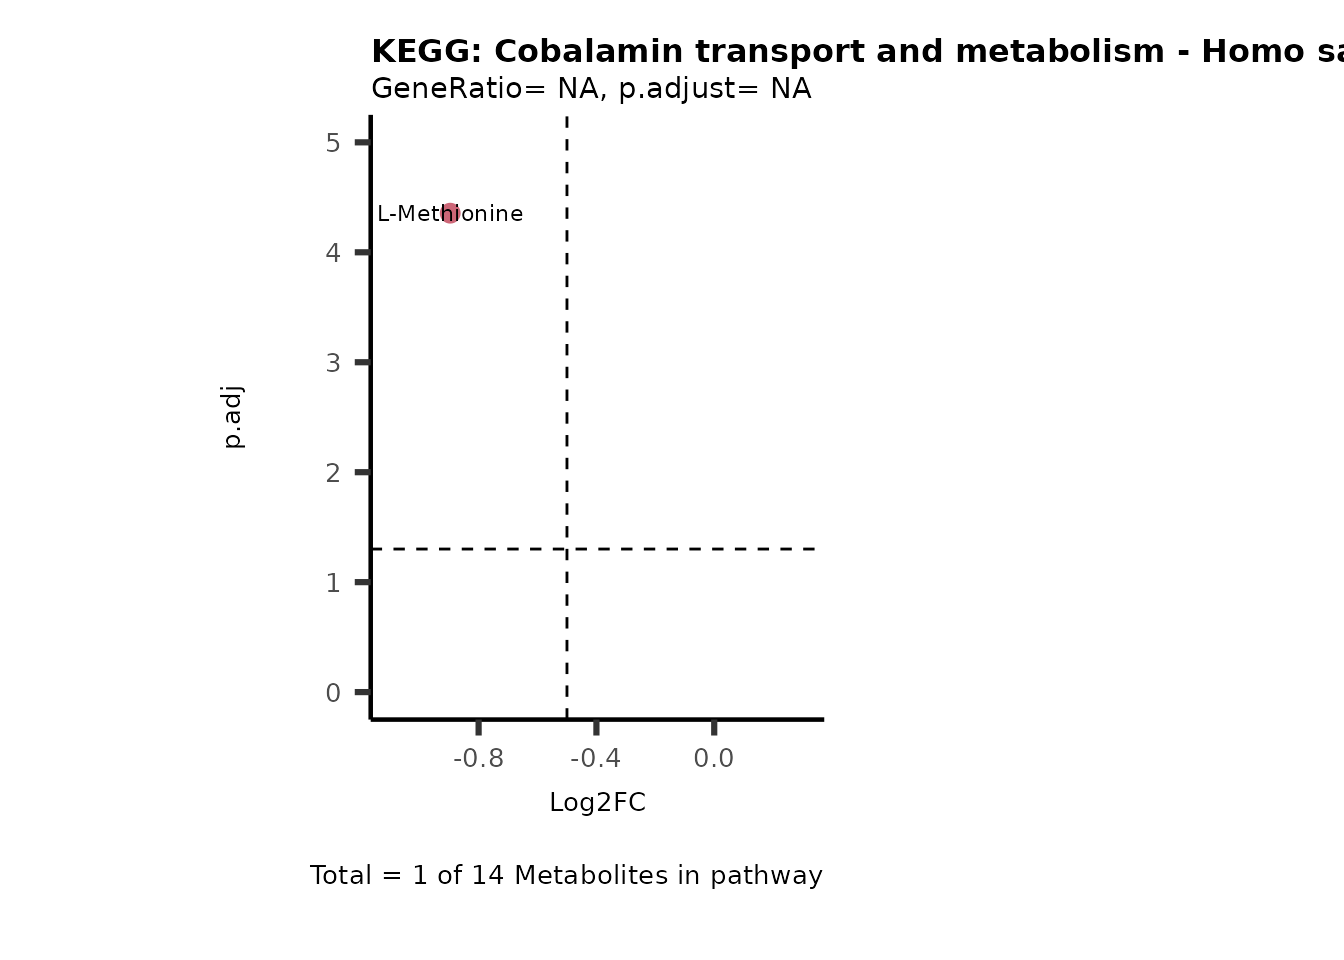 KEGG: Cobalamin transport and metabolism - Homo sa
GeneRatio= NA, p.adjust= NA
5
L-Methionine
4
3
p.adj
2
1
0
-0.8 -0.4 0.0
Log2FC
Total = 1 of 14 Metabolites in pathway